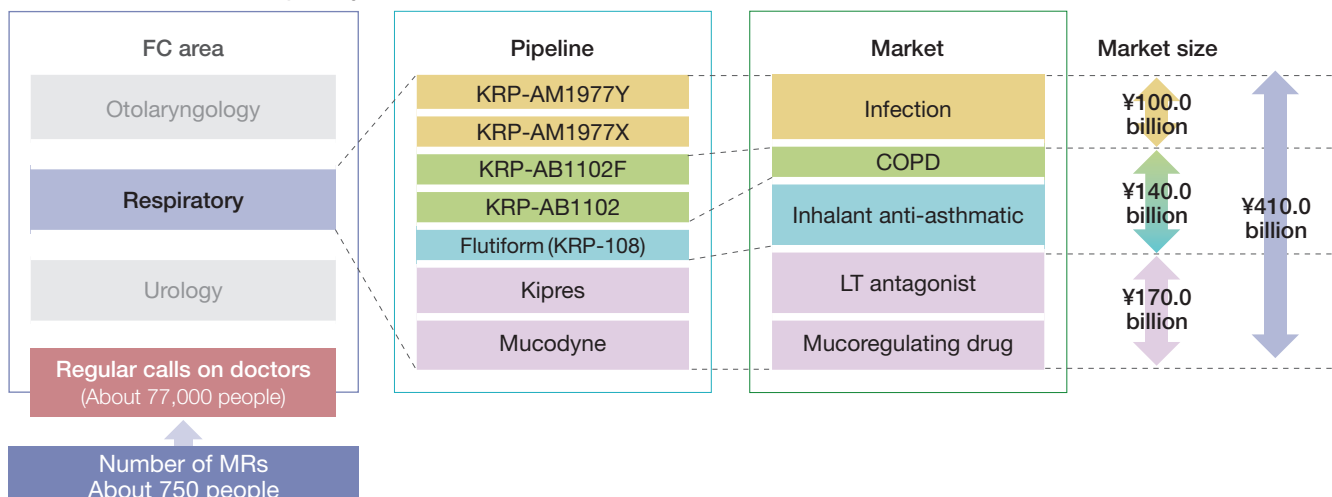 FC area
Otolaryngology
Respiratory
Urology
Regular calls on doctors
(About 77,000 people)
Number of MRs
About 750 people
Pipeline
KRP-AM1977Y
KRP-AM1977X
KRP-AB1102F
KRP-AB1102
Flutiform (KRP-108)
Kipres
Mucodyne
Market
Infection
COPD
Inhalant anti-asthmatic
LT antagonist
Mucoregulating drug
Market size
¥100.0
billion
¥140.0
billion
¥170.0
billion
¥410.0
billion